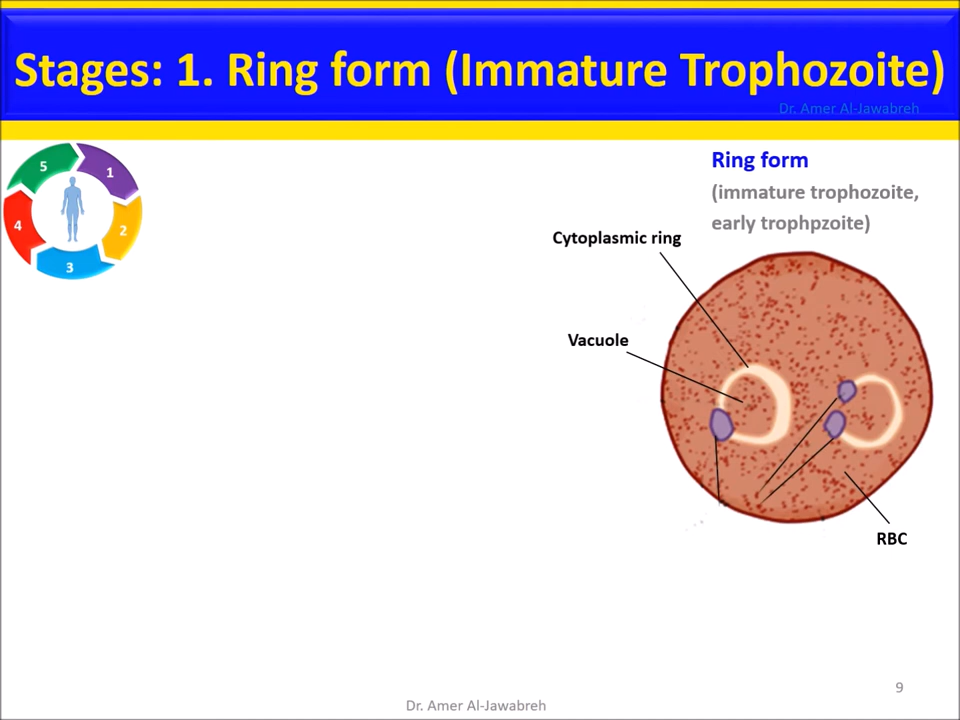 Stages: 1. Ring form (Immature Trophozoite)
Dr. Amer Al-Jawabreh
5
1
4
2
3
Ring form
(immature trophozoite,
early trophpzoite)
Cytoplasmic ring
Vacuole
RBC
9
Dr. Amer Al-Jawabreh